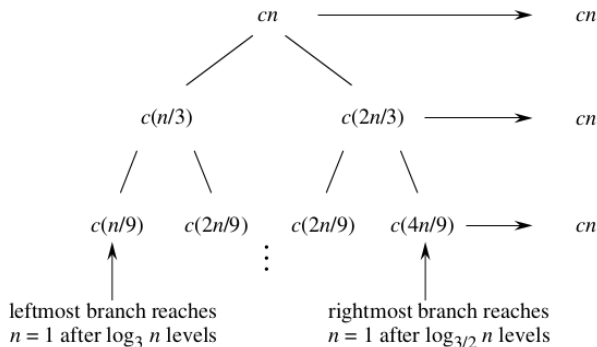 cn cn
c(n/3) c(2n/3) cn
c(n/9) c(2n/9) c(2n/9) c(4n/9) cn
leftmost branch reaches
n = 1 after log₃ n levels
rightmost branch reaches
n = 1 after log₃/₂ n levels